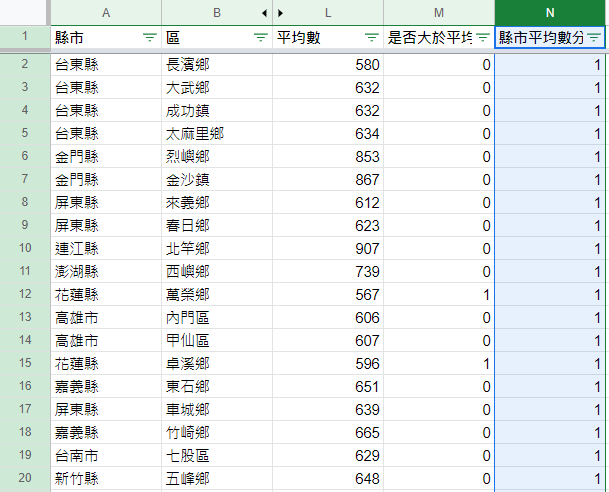 A B L M N
1 縣市 區 平均數 是否大於平均 縣市平均數分
2 台東縣 長濱鄉 580 0 1
3 台東縣 大武鄉 632 0 1
4 台東縣 成功鎮 632 0 1
5 台東縣 太麻里鄉 634 0 1
6 金門縣 烈嶼鄉 853 0 1
7 金門縣 金沙鎮 867 0 1
8 屏東縣 來義鄉 612 0 1
9 屏東縣 春日鄉 623 0 1
10 連江縣 北竿鄉 907 0 1
11 澎湖縣 西嶼鄉 739 0 1
12 花蓮縣 萬榮鄉 567 1 1
13 高雄市 內門區 606 0 1
14 高雄市 甲仙區 607 0 1
15 花蓮縣 卓溪鄉 596 1 1
16 嘉義縣 東石鄉 651 0 1
17 屏東縣 車城鄉 639 0 1
18 嘉義縣 竹崎鄉 665 0 1
19 台南市 七股區 629 0 1
20 新竹縣 五峰鄉 648 0 1